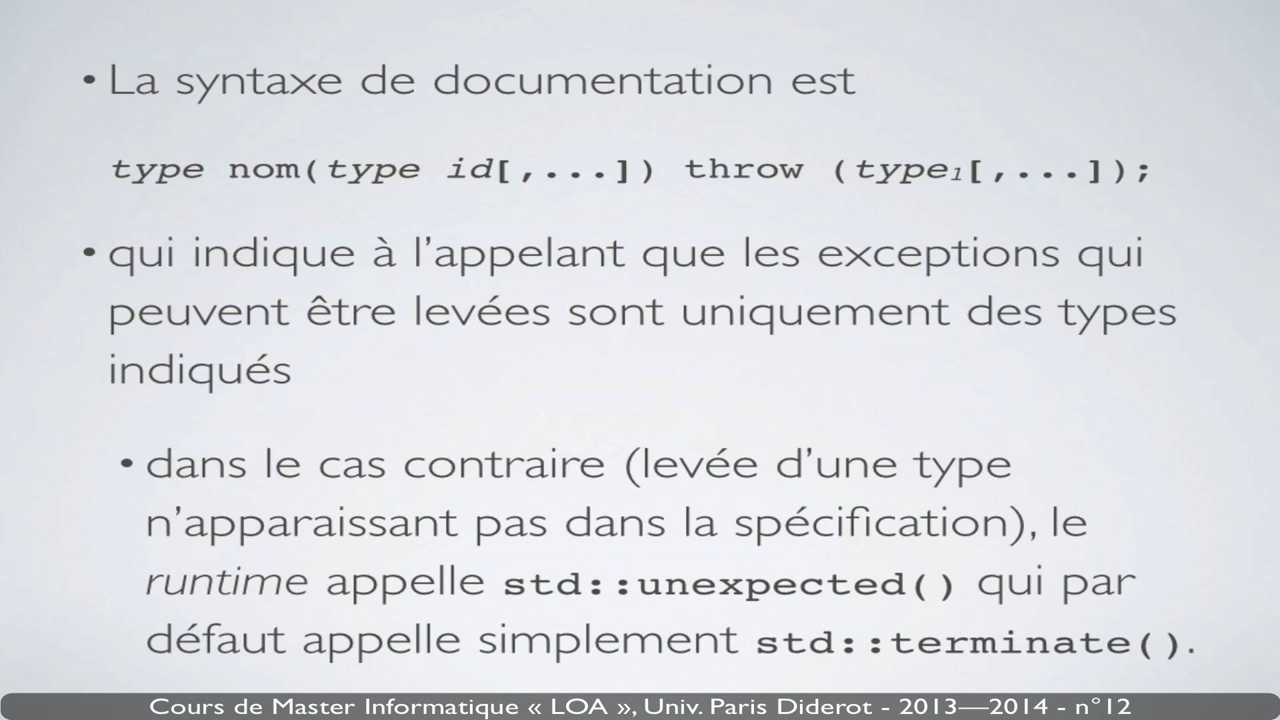 • La syntaxe de documentation est
type nom(type id[,...]) throw (type₁[,...]);
• qui indique à l’appelant que les exceptions qui
peuvent être levées sont uniquement des types
indiqués
• dans le cas contraire (levée d’une type
n’apparaissant pas dans la spécification), le
runtime appelle std::unexpected() qui par
défaut appelle simplement std::terminate().
Cours de Master Informatique « LOA », Univ. Paris Diderot - 2013—2014 - n°12